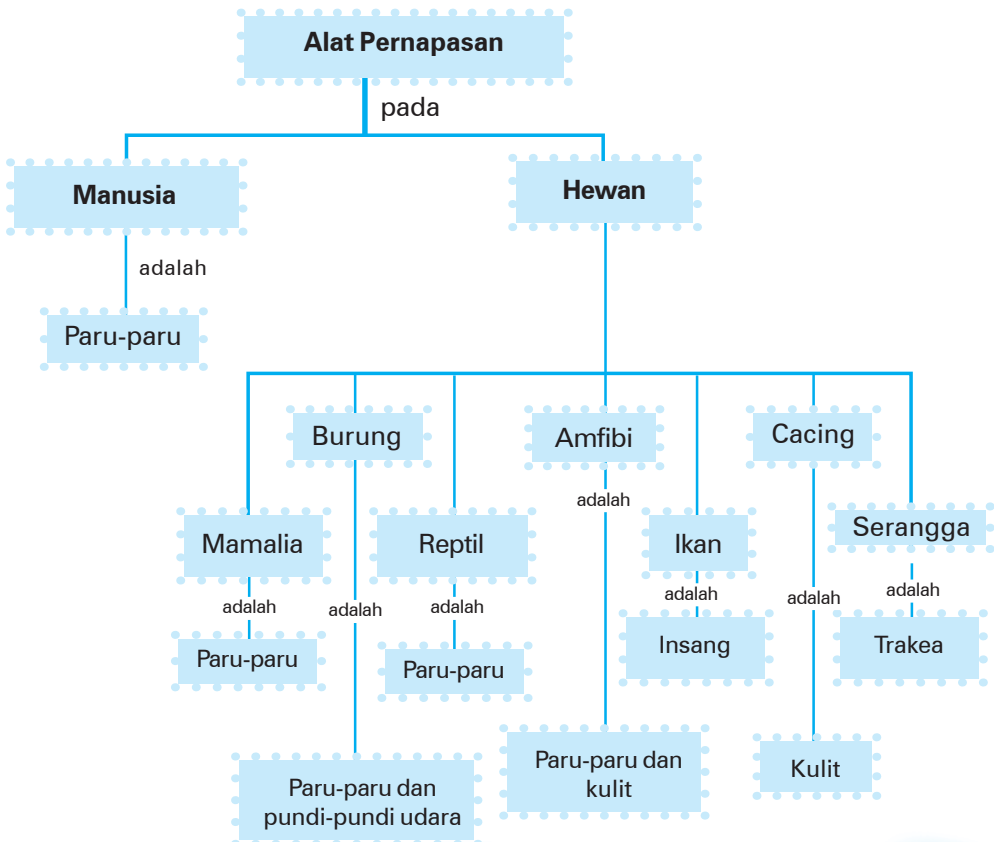 Alat Pernapasan
pada
Manusia
Hewan
adalah
Paru-paru
Burung
Amfibi
Cacing
Mamalia
Reptil
adalah
Ikan
Serangga
adalah
adalah
adalah
adalah
adalah
adalah
Paru-paru
Paru-paru
Insang
Trakea
Paru-paru dan
pundi-pundi udara
Paru-paru dan
kulit
Kulit